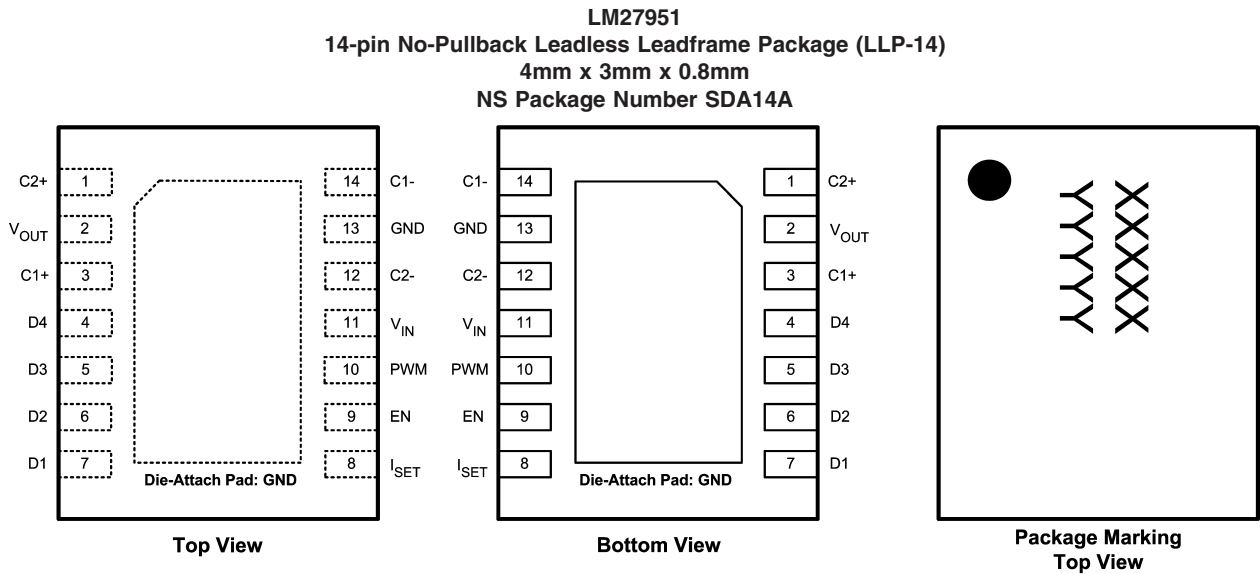 LM27951
14-pin No-Pullback Leadless Leadframe Package (LLP-14)
4mm x 3mm x 0.8mm
NS Package Number SDA14A
C2+ 1 14 C1- C1- 14 1 C2+
VOUT 2 13 GND GND 13 2 VOUT
C1+ 3 12 C2- C2- 12 3 C1+
D4 4 11 VIN VIN 11 4 D4
D3 5 10 PWM PWM 10 5 D3
D2 6 9 EN EN 9 6 D2
D1 7 8 ISET ISET 8 7 D1
Die-Attach Pad: GND Die-Attach Pad: GND
Top View
Bottom View
Package Marking
Top View